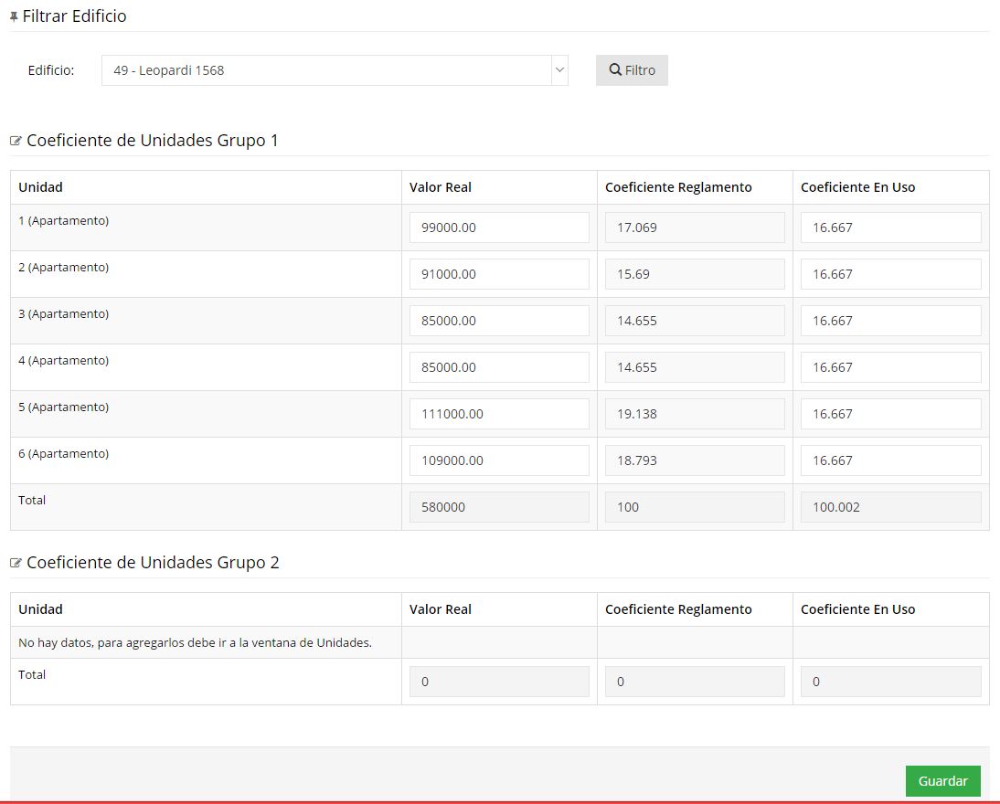 Filtrar Edificio
Edificio: 49 - Leopardi 1568 Filtro
Coeficiente de Unidades Grupo 1
Unidad Valor Real Coeficiente Reglamento Coeficiente En Uso
1 (Apartamento) 99000.00 17.069 16.667
2 (Apartamento) 91000.00 15.69 16.667
3 (Apartamento) 85000.00 14.655 16.667
4 (Apartamento) 85000.00 14.655 16.667
5 (Apartamento) 111000.00 19.138 16.667
6 (Apartamento) 109000.00 18.793 16.667
Total 580000 100 100.002
Coeficiente de Unidades Grupo 2
Unidad Valor Real Coeficiente Reglamento Coeficiente En Uso
No hay datos, para agregarlos debe ir a la ventana de Unidades.
Total 0 0 0
Guardar